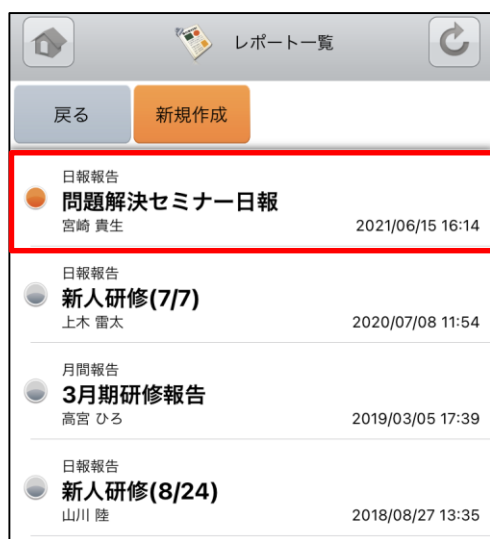 レポート一覧
戻る 新規作成
日報報告
問題解決セミナー日報
宮崎 貴生 2021/06/15 16:14
日報報告
新人研修(7/7)
上木 雷太 2020/07/08 11:54
月間報告
3月期研修報告
高宮 ひろ 2019/03/05 17:39
日報報告
新人研修(8/24)
山川 陸 2018/08/27 13:35